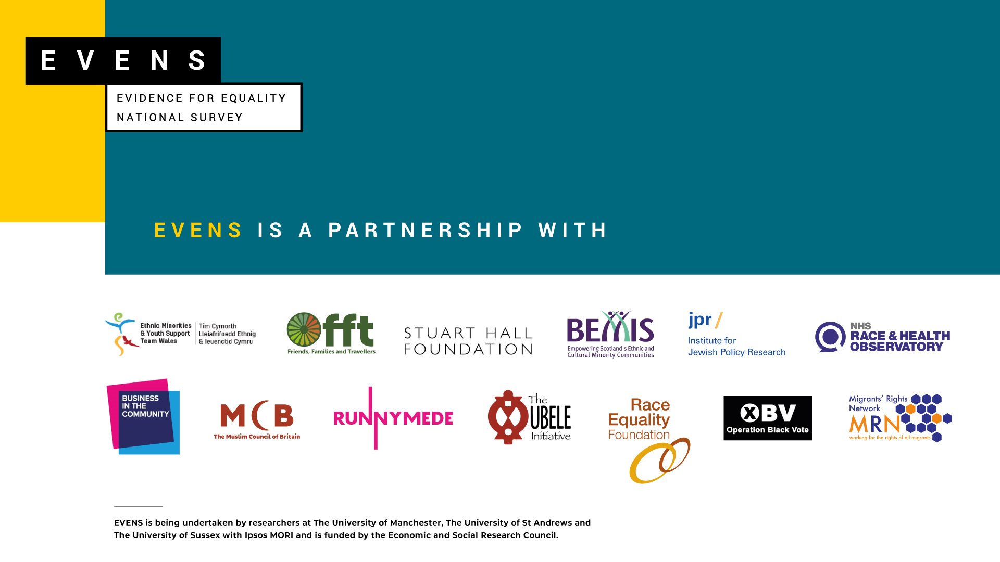 EVENS
EVIDENCE FOR EQUALITY
NATIONAL SURVEY
EVENS IS A PARTNERSHIP WITH
Ethnic Minorities
& Youth Support
Team Wales
Tîm Cymorth
Lleiafrifoedd Ethnig
& Ieuenctid Cymru
fft
Friends, Families and Travellers
STUART HALL
FOUNDATION
BEMIS
Empowering Scotland's Ethnic and
Cultural Minority Communities
jpr/
Institute for
Jewish Policy Research
NHS
RACE & HEALTH
OBSERVATORY
BUSINESS
IN THE
COMMUNITY
MCB
The Muslim Council of Britain
RUNNYMEDE
The
UBELE
Initiative
Race
Equality
Foundation
XBV
Operation Black Vote
Migrants' Rights
Network
MRN
working for the rights of all migrants
EVENS is being undertaken by researchers at The University of Manchester, The University of St Andrews and
The University of Sussex with Ipsos MORI and is funded by the Economic and Social Research Council.